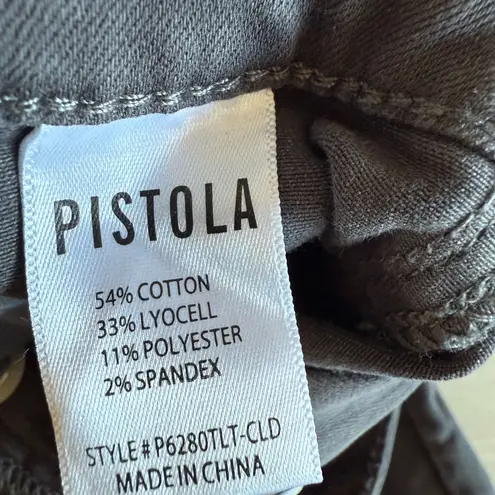 PISTOLA
54% COTTON
33% LYOCELL
11% POLYESTER
2% SPANDEX
STYLE# P6280TLT-CLD
MADE IN CHINA